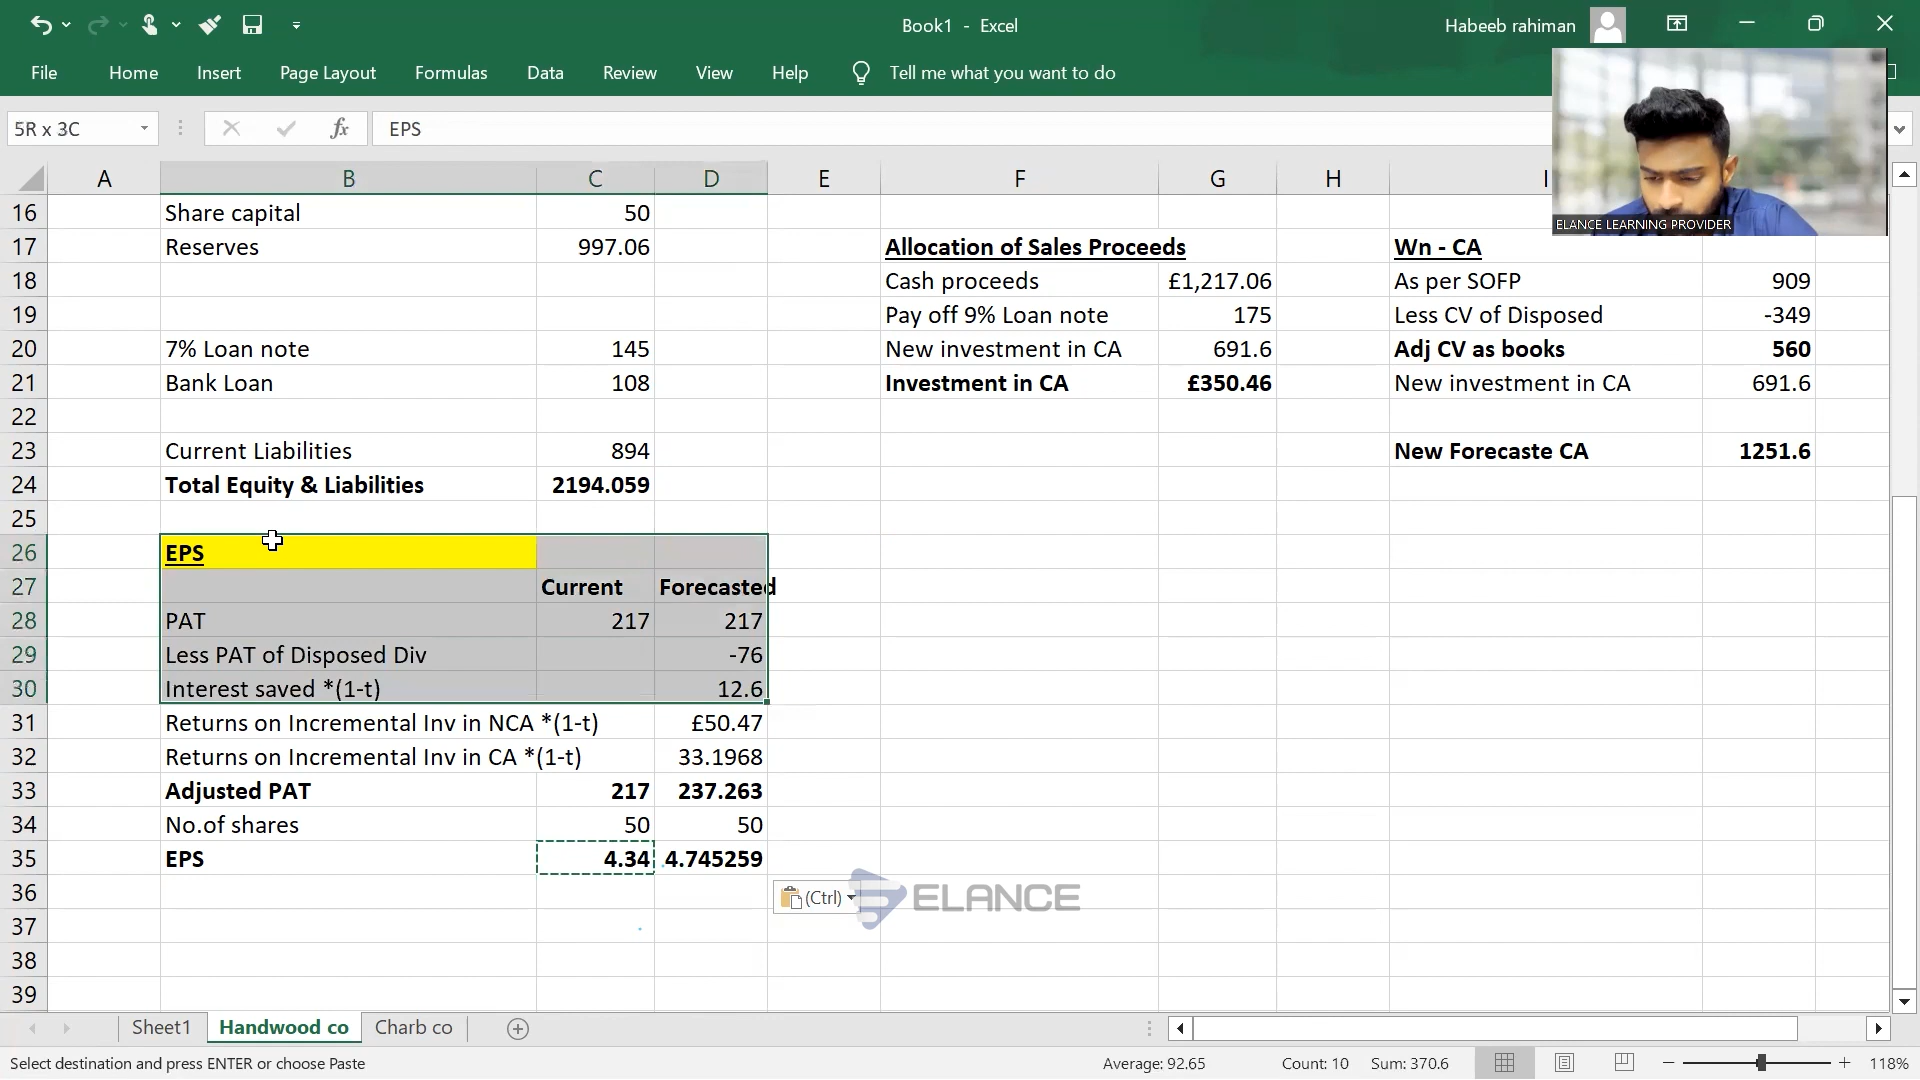 Book1 - Excel
Habeeb rahiman
File Home Insert Page Layout Formulas Data Review View Help Tell me what you want to do
5R x 3C fx EPS
ELANCE LEARNING PROVIDER
A B C D E F G H I
16 Share capital 50
17 Reserves 997.06 Allocation of Sales Proceeds Wn - CA
18 Cash proceeds £1,217.06 As per SOFP 909
19 Pay off 9% Loan note 175 Less CV of Disposed -349
20 7% Loan note 145 New investment in CA 691.6 Adj CV as books 560
21 Bank Loan 108 Investment in CA £350.46 New investment in CA 691.6
22
23 Current Liabilities 894 New Forecaste CA 1251.6
24 Total Equity & Liabilities 2194.059
25
26 EPS
27 Current Forecasted
28 PAT 217 217
29 Less PAT of Disposed Div -76
30 Interest saved *(1-t) 12.6
31 Returns on Incremental Inv in NCA *(1-t) £50.47
32 Returns on Incremental Inv in CA *(1-t) 33.1968
33 Adjusted PAT 217 237.263
34 No.of shares 50 50
35 EPS 4.34 4.745259
36 (Ctrl) ELANCE
37
38
39
Sheet1 Handwood co Charb co
Select destination and press ENTER or choose Paste Average: 92.65 Count: 10 Sum: 370.6 118%